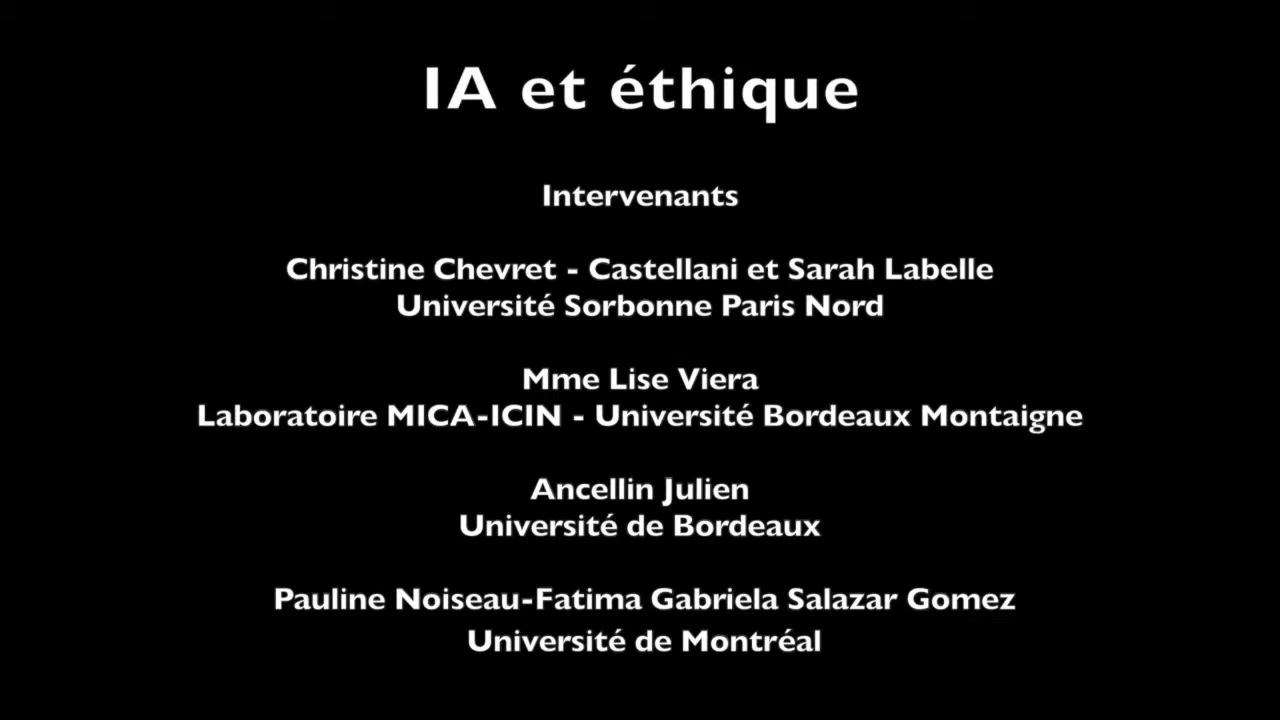 IA et éthique
Intervenants
Christine Chevret - Castellani et Sarah Labelle
Université Sorbonne Paris Nord
Mme Lise Viera
Laboratoire MICA-ICIN - Université Bordeaux Montaigne
Ancellin Julien
Université de Bordeaux
Pauline Noiseau-Fatima Gabriela Salazar Gomez
Université de Montréal